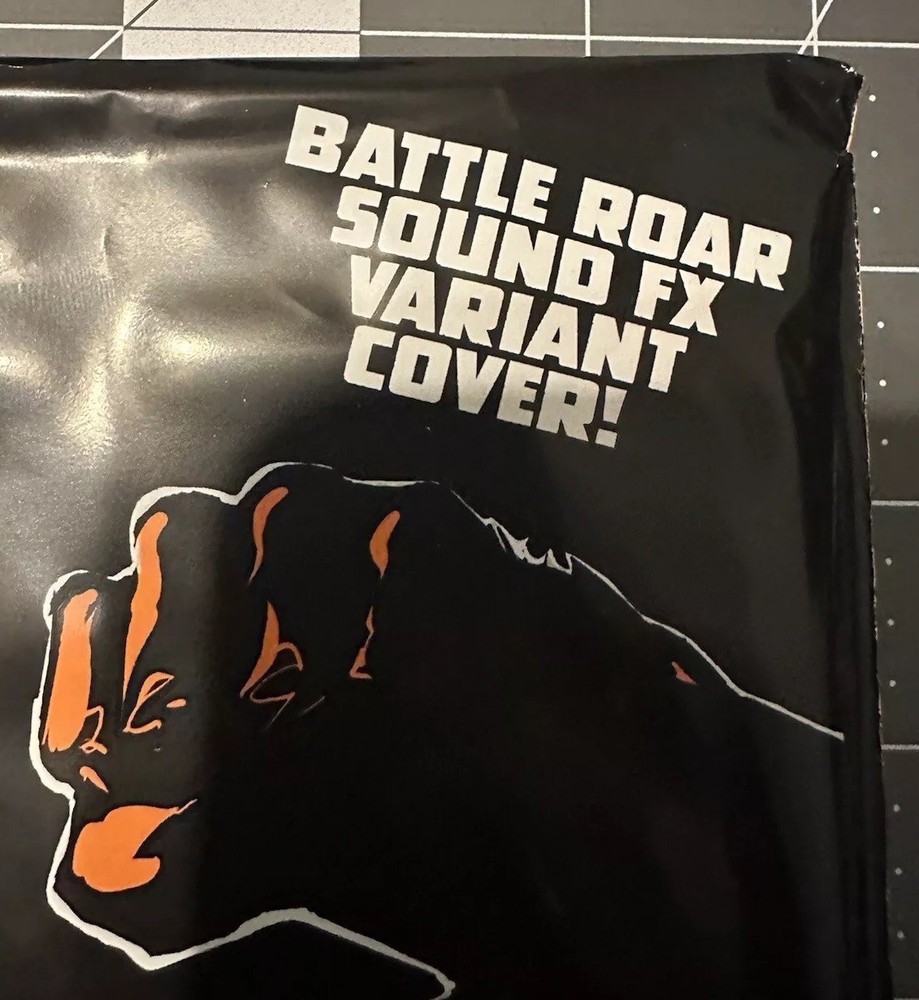 BATTLE ROAR
SOUND FX
VARIANT
COVER!